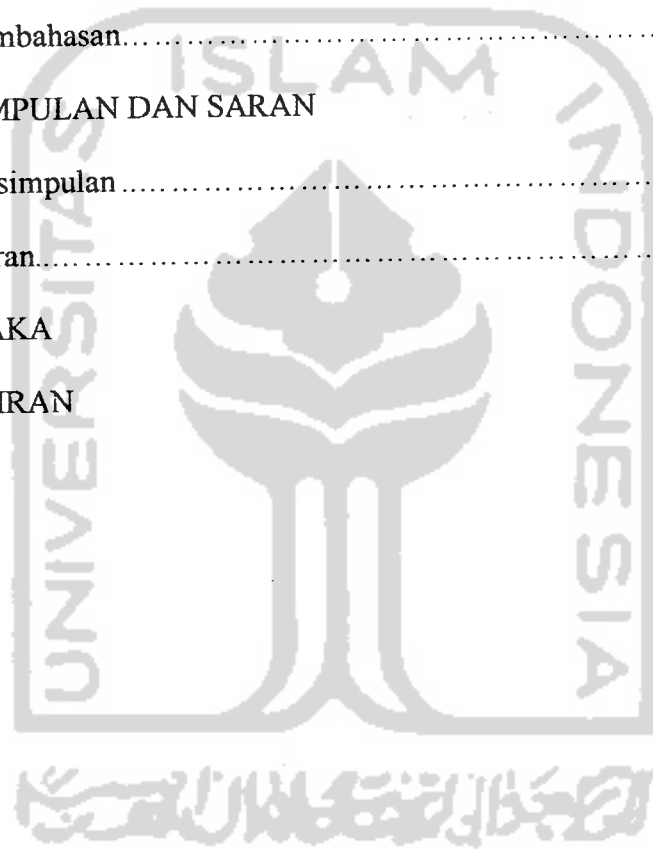 mbahasan
MPULAN DAN SARAN
simpulan
ran
AKA
IRAN
UNIVERSITAS
ISLAM
INDONESIA